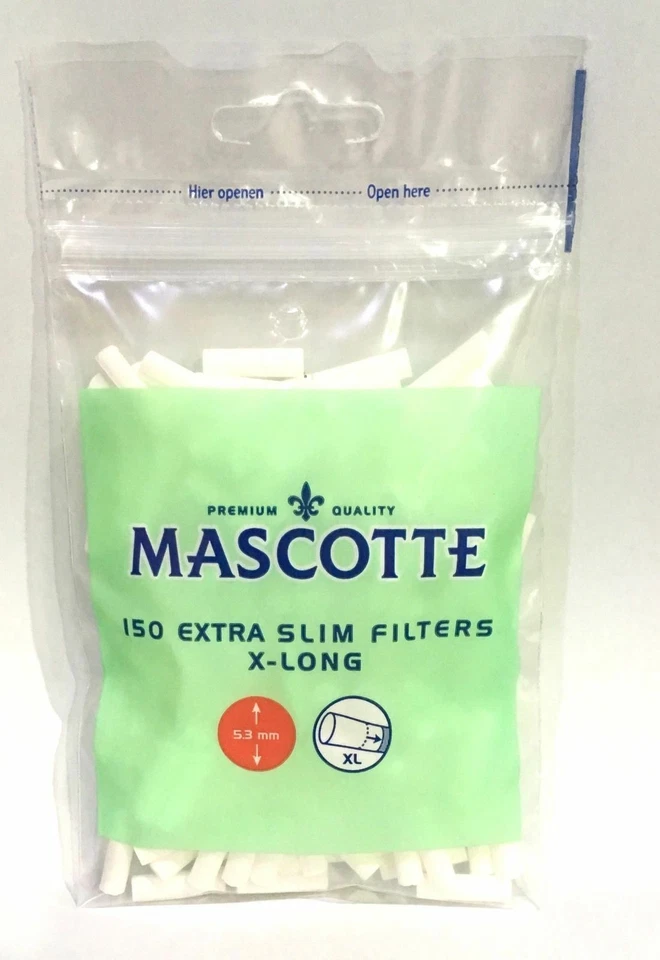 Hier openen Open here
PREMIUM QUALITY
MASCOTTE
150 EXTRA SLIM FILTERS
X-LONG
5.3 mm
XL